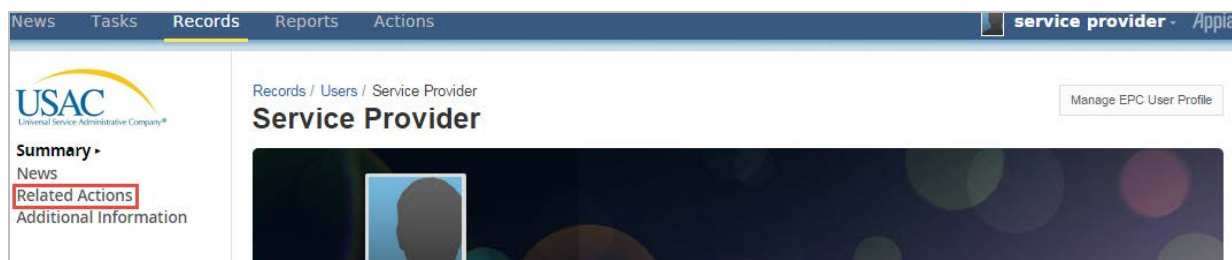 News Tasks Records Reports Actions service provider - Appia
USAC
Universal Service Administrative Company®
Records / Users / Service Provider
Service Provider
Manage EPC User Profile
Summary
News
Related Actions
Additional Information